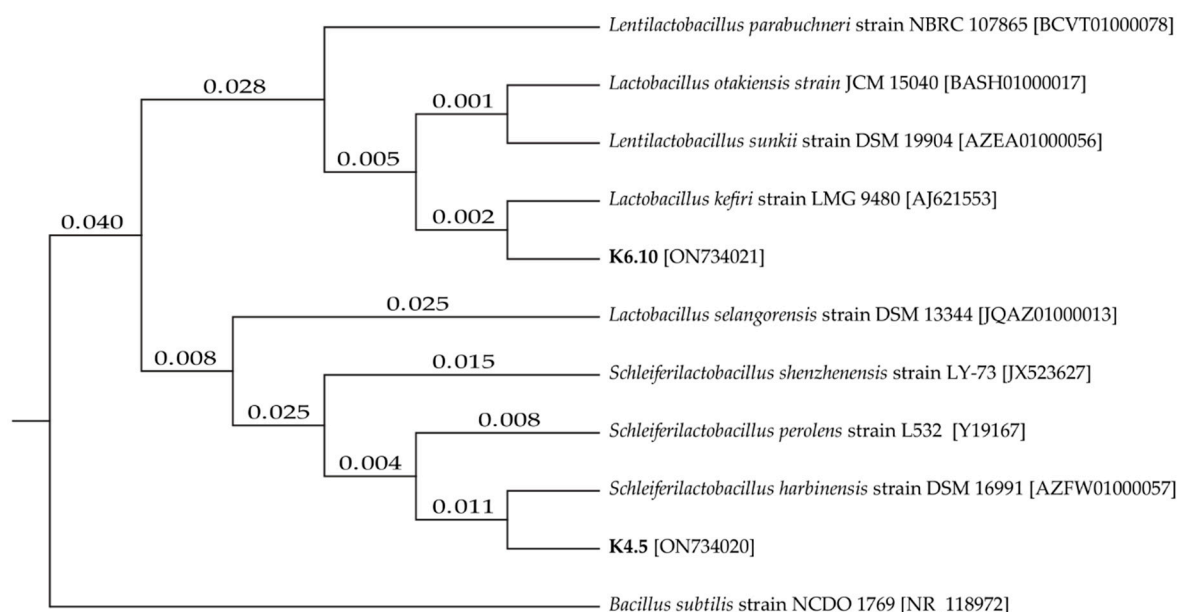 Lentilactobacillus parabuchneri strain NBRC 107865 [BCVT01000078]
0.028
Lactobacillus otakiensis strain JCM 15040 [BASH01000017]
0.001
Lentilactobacillus sunkii strain DSM 19904 [AZEA01000056]
0.005
Lactobacillus kefiri strain LMG 9480 [AJ621553]
0.002
0.040
K6.10 [ON734021]
0.025
Lactobacillus selangorensis strain DSM 13344 [JQAZ01000013]
0.008
0.015
Schleiferilactobacillus shenzhenensis strain LY-73 [JX523627]
0.025
0.008
Schleiferilactobacillus perolens strain L532 [Y19167]
0.004
Schleiferilactobacillus harbinensis strain DSM 16991 [AZFW01000057]
0.011
K4.5 [ON734020]
Bacillus subtilis strain NCDO 1769 [NR 118972]